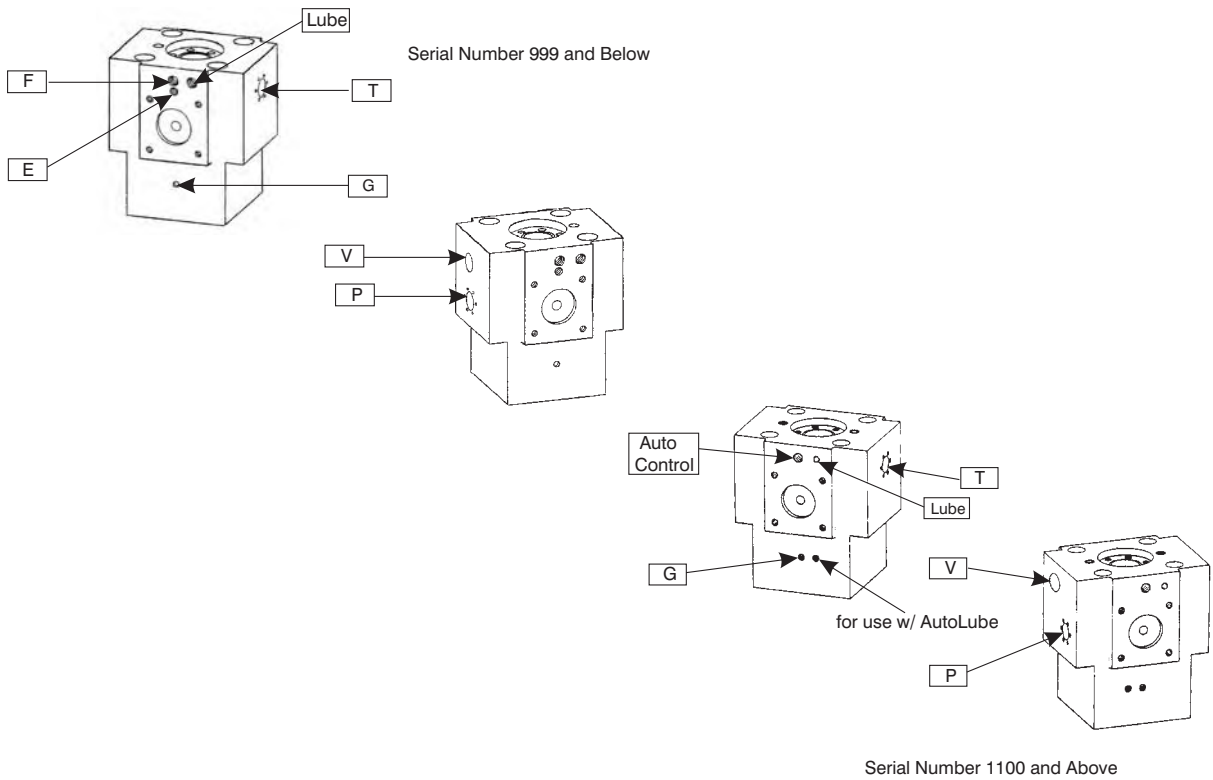 Lube
Serial Number 999 and Below
F
T
E
G
V
P
Auto
Control
T
Lube
G
V
for use w/ AutoLube
P
Serial Number 1100 and Above